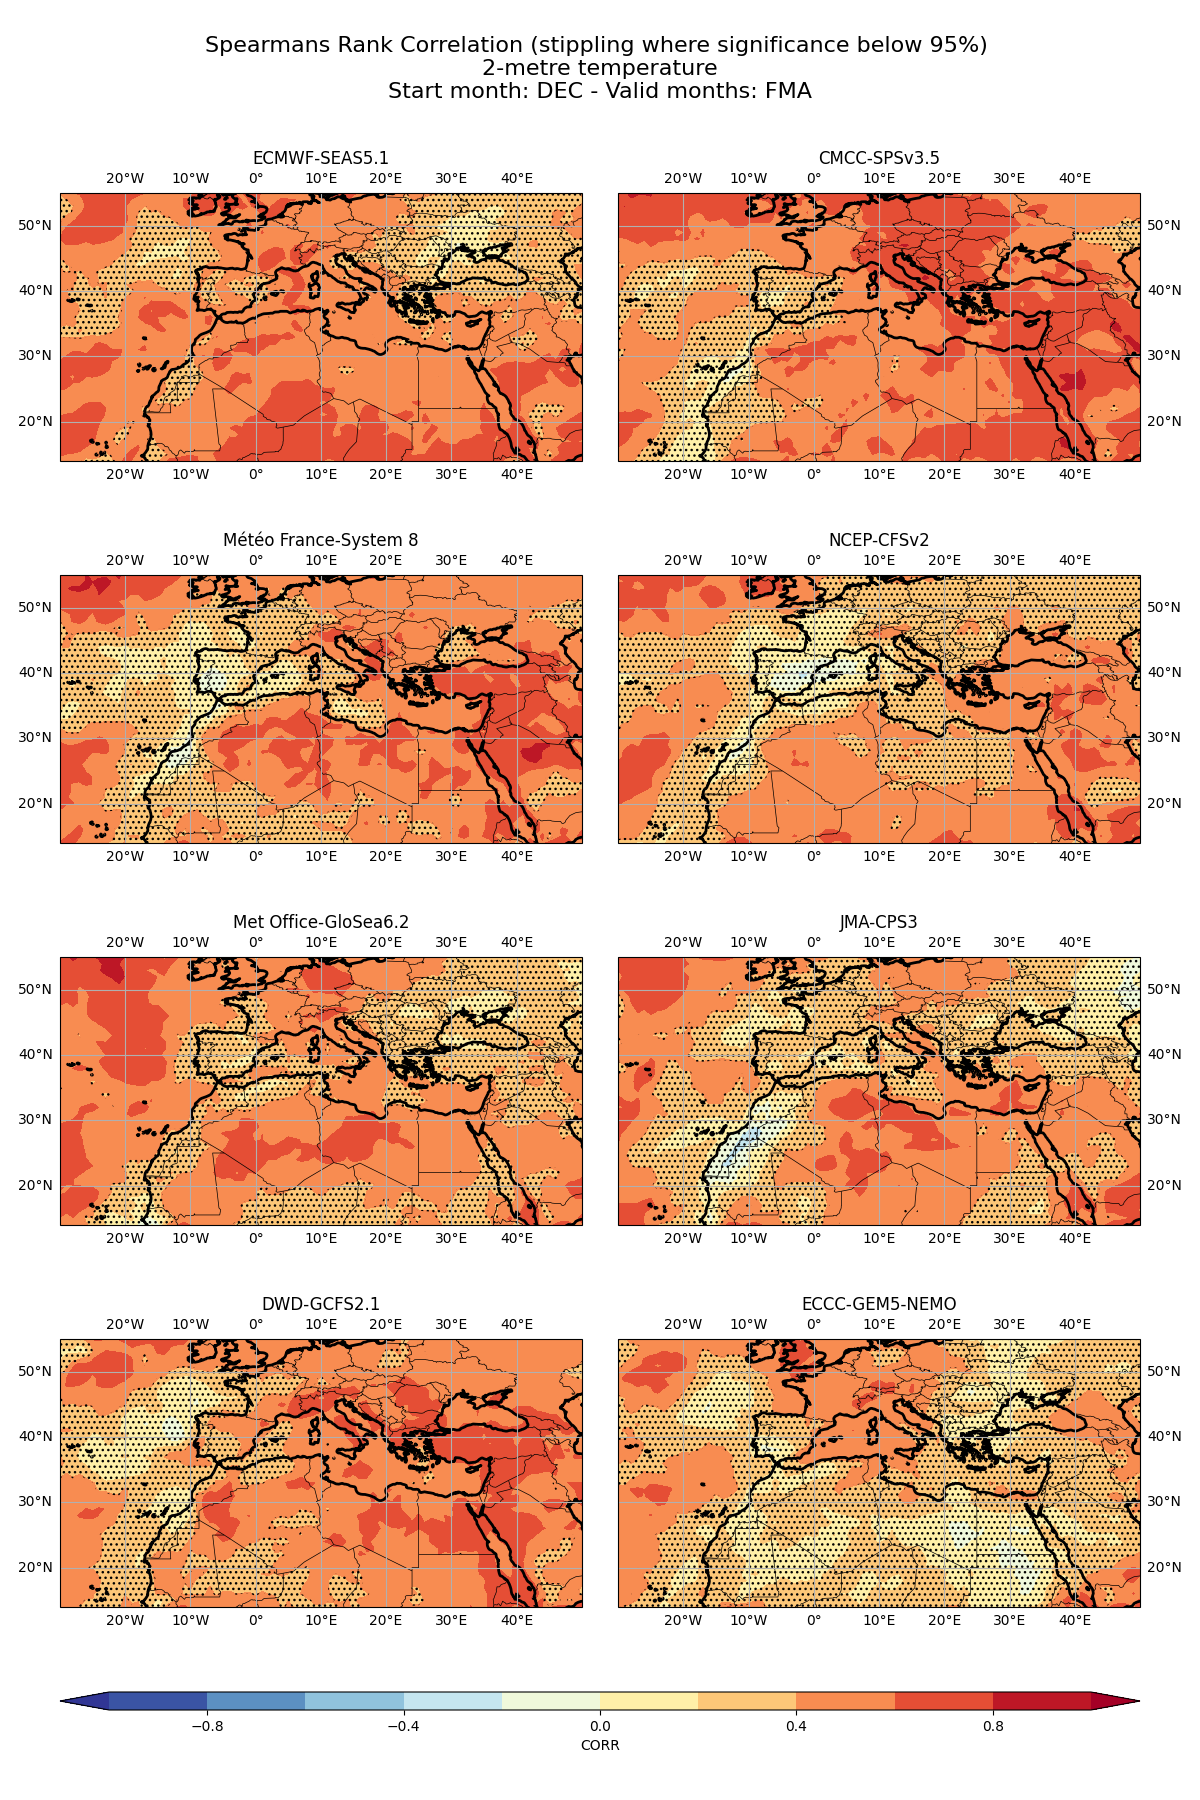 Spearmans Rank Correlation (stippling where significance below 95%)
2-metre temperature
Start month: DEC - Valid months: FMA
ECMWF-SEAS5.1
CMCC-SPSv3.5
20°W 10°W 0° 10°E 20°E 30°E 40°E
20°W 10°W 0° 10°E 20°E 30°E 40°E
50°N
50°N
40°N
40°N
30°N
30°N
20°N
20°N
20°W 10°W 0° 10°E 20°E 30°E 40°E
20°W 10°W 0° 10°E 20°E 30°E 40°E
Météo France-System 8
NCEP-CFSv2
20°W 10°W 0° 10°E 20°E 30°E 40°E
20°W 10°W 0° 10°E 20°E 30°E 40°E
50°N
50°N
40°N
40°N
30°N
30°N
20°N
20°N
20°W 10°W 0° 10°E 20°E 30°E 40°E
20°W 10°W 0° 10°E 20°E 30°E 40°E
Met Office-GloSea6.2
JMA-CPS3
20°W 10°W 0° 10°E 20°E 30°E 40°E
20°W 10°W 0° 10°E 20°E 30°E 40°E
50°N
50°N
40°N
40°N
30°N
30°N
20°N
20°N
20°W 10°W 0° 10°E 20°E 30°E 40°E
20°W 10°W 0° 10°E 20°E 30°E 40°E
DWD-GCFS2.1
ECCC-GEM5-NEMO
20°W 10°W 0° 10°E 20°E 30°E 40°E
20°W 10°W 0° 10°E 20°E 30°E 40°E
50°N
50°N
40°N
40°N
30°N
30°N
20°N
20°N
20°W 10°W 0° 10°E 20°E 30°E 40°E
20°W 10°W 0° 10°E 20°E 30°E 40°E
−0.8 −0.4 0.0 0.4 0.8
CORR